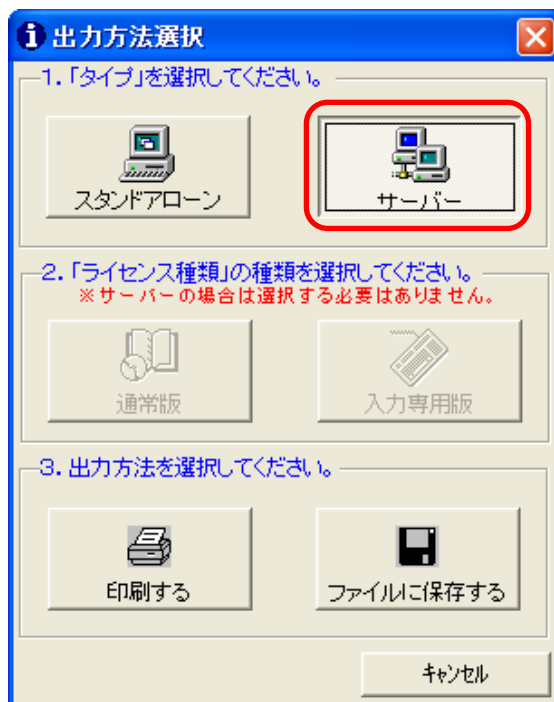 出力方法選択
1.「タイプ」を選択してください。
スタンドアローン
サーバー
2.「ライセンス種類」の種類を選択してください。
※サーバーの場合は選択する必要はありません。
通常版
入力専用版
3.出力方法を選択してください。
印刷する
ファイルに保存する
キャンセル